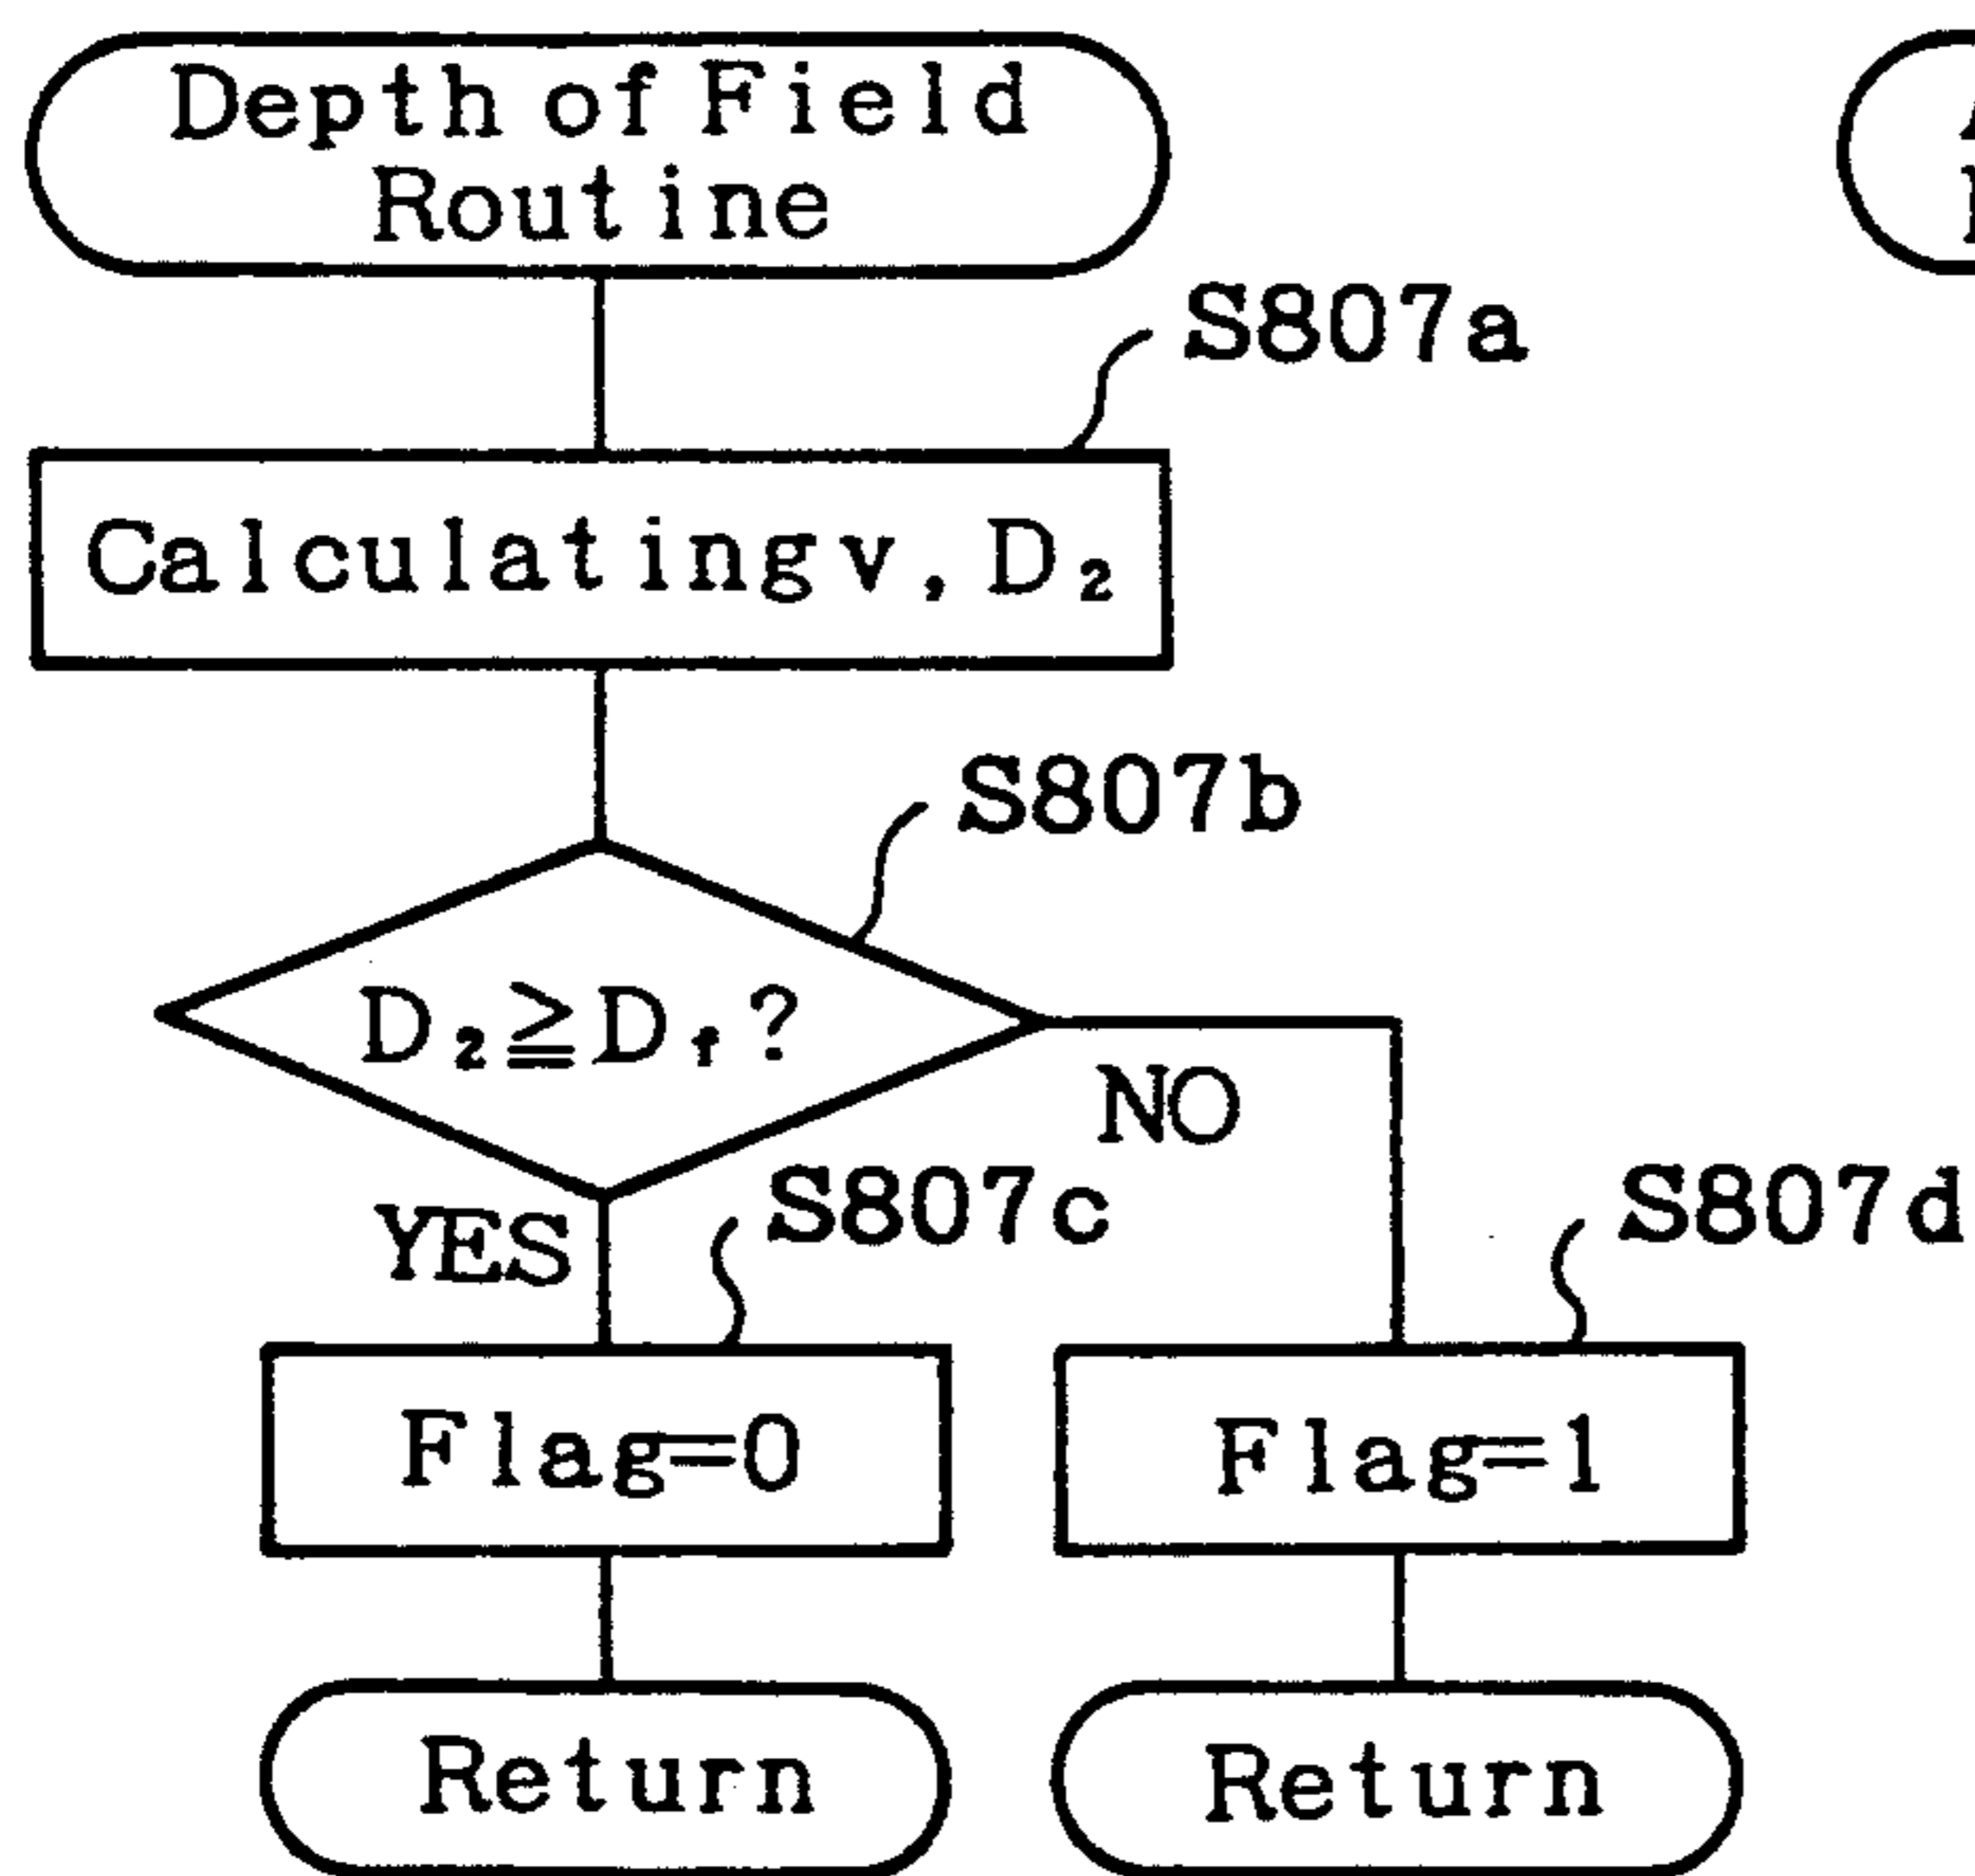 Depth of Field
Routine
S807a
Calculating v, D₂
S807b
D₂≧Df?
NO
YES
S807c
S807d
Flag=0
Flag=1
Return
Return